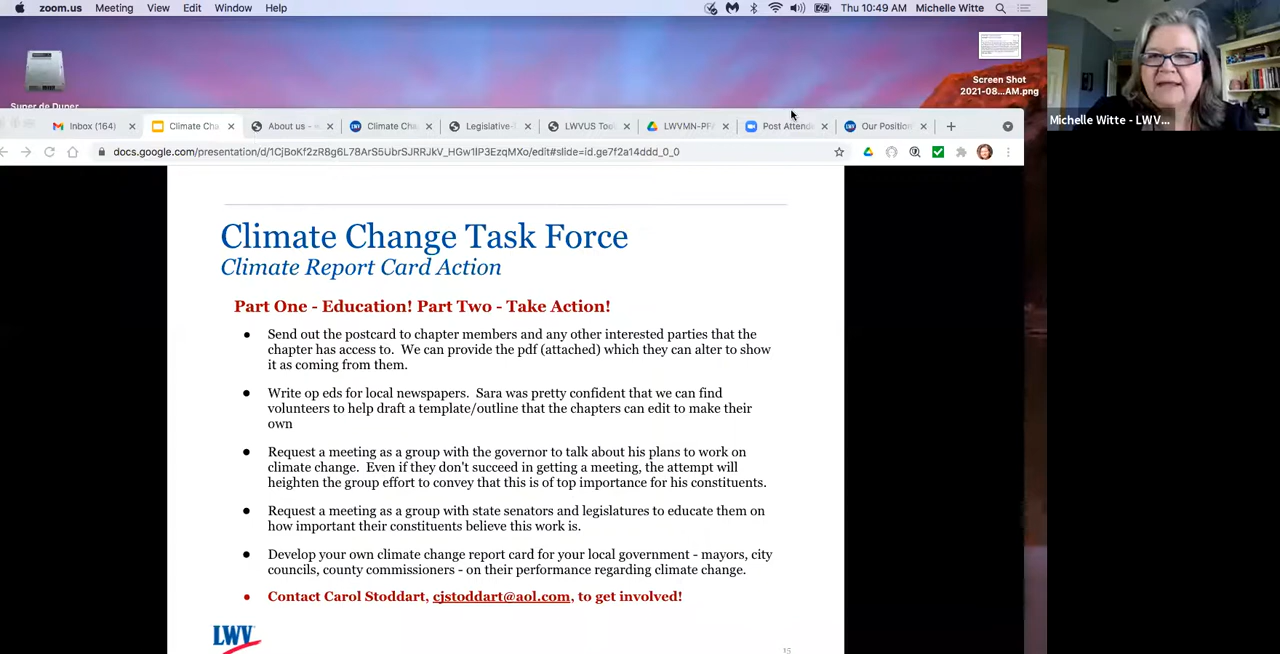 zoom.us Meeting View Edit Window Help Thu 10:49 AM Michelle Witte
Super de Duper
Screen Shot
2021-08...AM.png
Michelle Witte - LWV...
Inbox (164) Climate Cha About us - Climate Cha Legislative- LWVUS Too LWVMN-PFA Post Attende Our Position
docs.google.com/presentation/d/1CjBoKf2zR8g6L78ArS5UbrSJRRJkV_HGw1IP3EzqMXo/edit#slide=id.ge7f2a14ddd_0_0
Climate Change Task Force
Climate Report Card Action
Part One - Education! Part Two - Take Action!
● Send out the postcard to chapter members and any other interested parties that the
chapter has access to. We can provide the pdf (attached) which they can alter to show
it as coming from them.
● Write op eds for local newspapers. Sara was pretty confident that we can find
volunteers to help draft a template/outline that the chapters can edit to make their
own
● Request a meeting as a group with the governor to talk about his plans to work on
climate change. Even if they don't succeed in getting a meeting, the attempt will
heighten the group effort to convey that this is of top importance for his constituents.
● Request a meeting as a group with state senators and legislatures to educate them on
how important their constituents believe this work is.
● Develop your own climate change report card for your local government - mayors, city
councils, county commissioners - on their performance regarding climate change.
● Contact Carol Stoddart, cjstoddart@aol.com, to get involved!
LWV
15